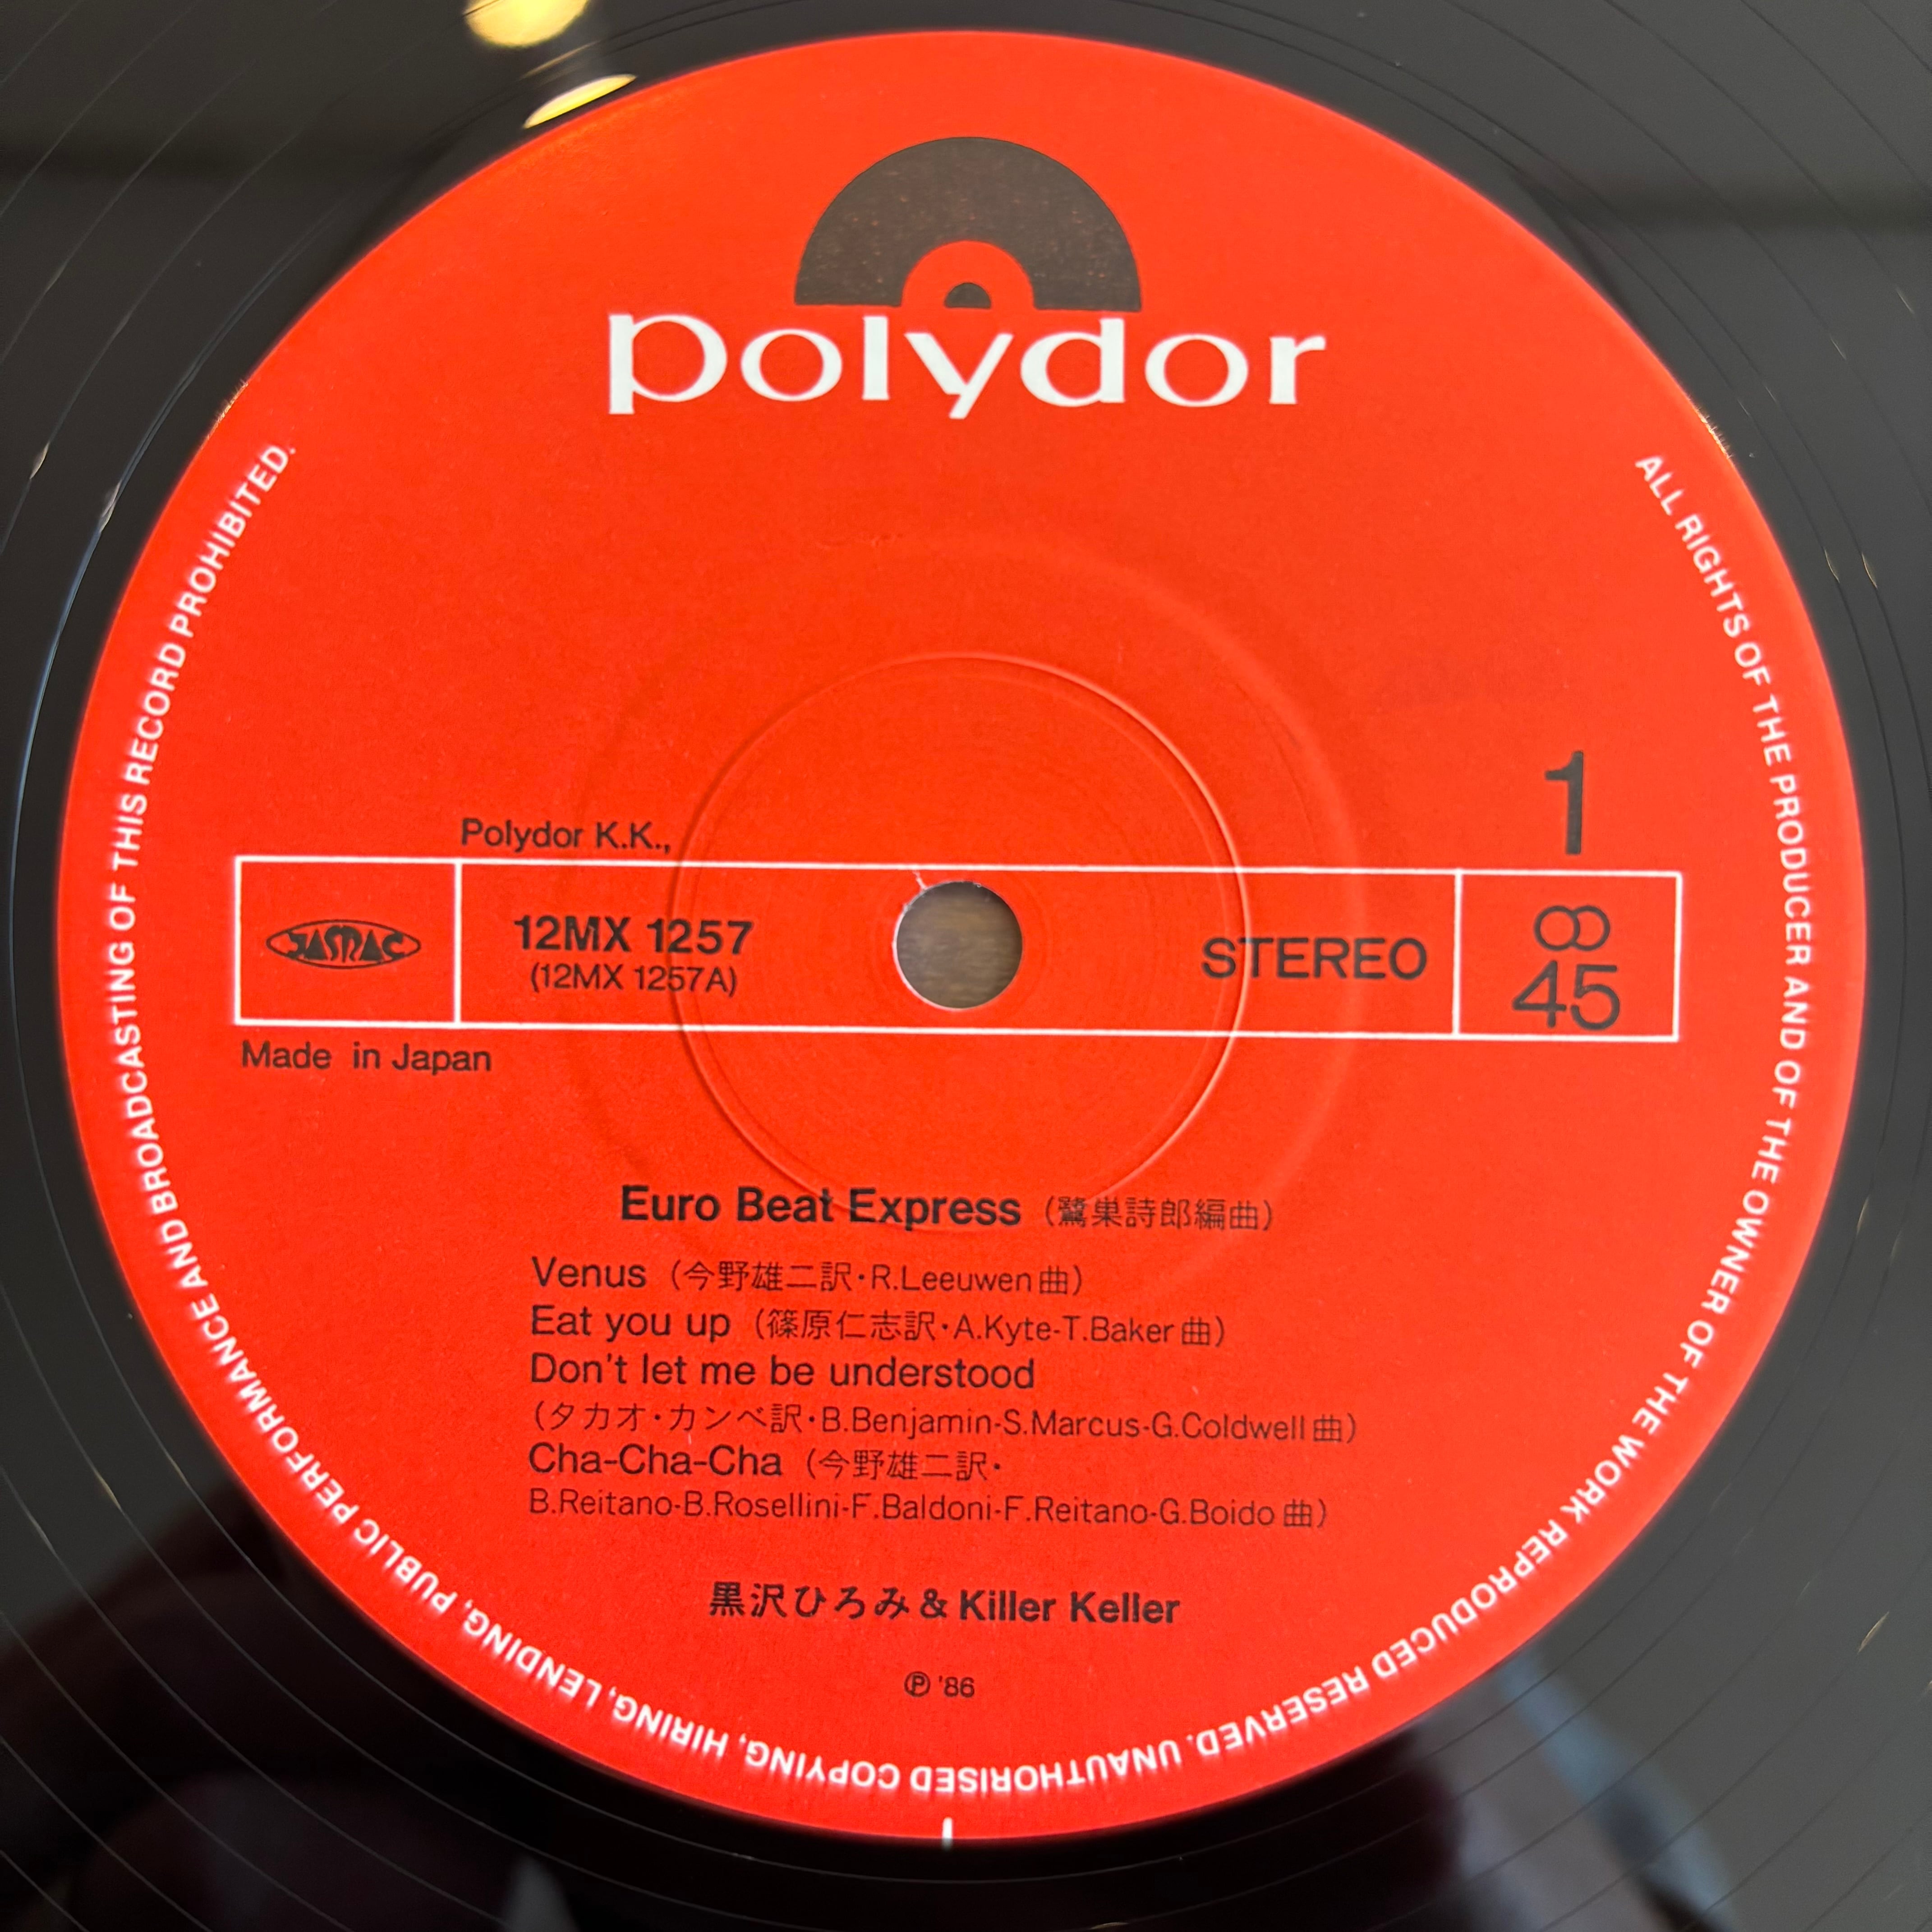 polydor
1
Polydor K.K.,
JASRAC
12MX 1257
(12MX 1257A)
STEREO
∞
45
Made in Japan
Euro Beat Express (鷺巣詩郎編曲)
Venus (今野雄二訳・R.Leeuwen曲)
Eat you up (篠原仁志訳・A.Kyte-T.Baker曲)
Don't let me be understood
(タカオ・カンベ訳・B.Benjamin-S.Marcus-G.Coldwell曲)
Cha-Cha-Cha (今野雄二訳・
B.Reitano-B.Rosellini-F.Baldoni-F.Reitano-G.Boido曲)
黒沢ひろみ & Killer Keller
Ⓟ '86
ALL RIGHTS OF THE PRODUCER AND OF THE OWNER OF THE WORK REPRODUCED RESERVED. UNAUTHORISED COPYING, HIRING, LENDING, PUBLIC PERFORMANCE AND BROADCASTING OF THIS RECORD PROHIBITED.